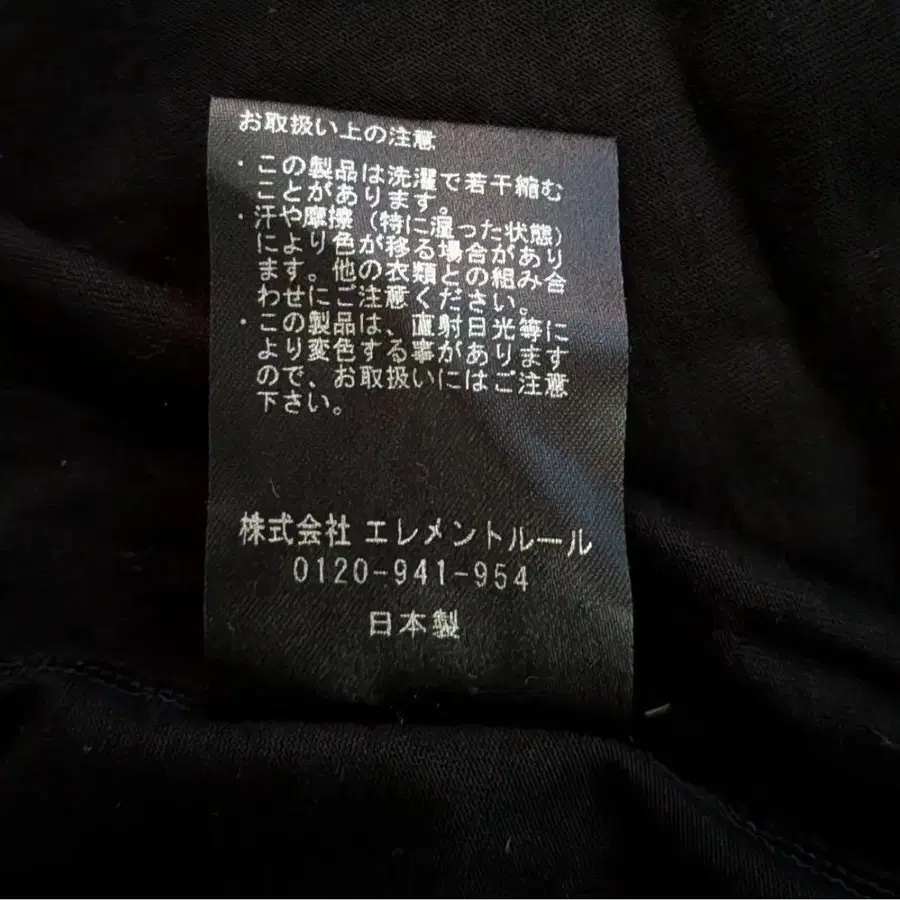 お取扱い上の注意
・この製品は洗濯で若干縮む
ことがあります。
・汗や摩擦（特に湿った状態）
により色が移る場合があり
ます。他の衣類との組み合
わせにご注意ください。
・この製品は、直射日光等に
より変色する事があります
ので、お取扱いにはご注意
下さい。
株式会社 エレメントルール
0120-941-954
日本製